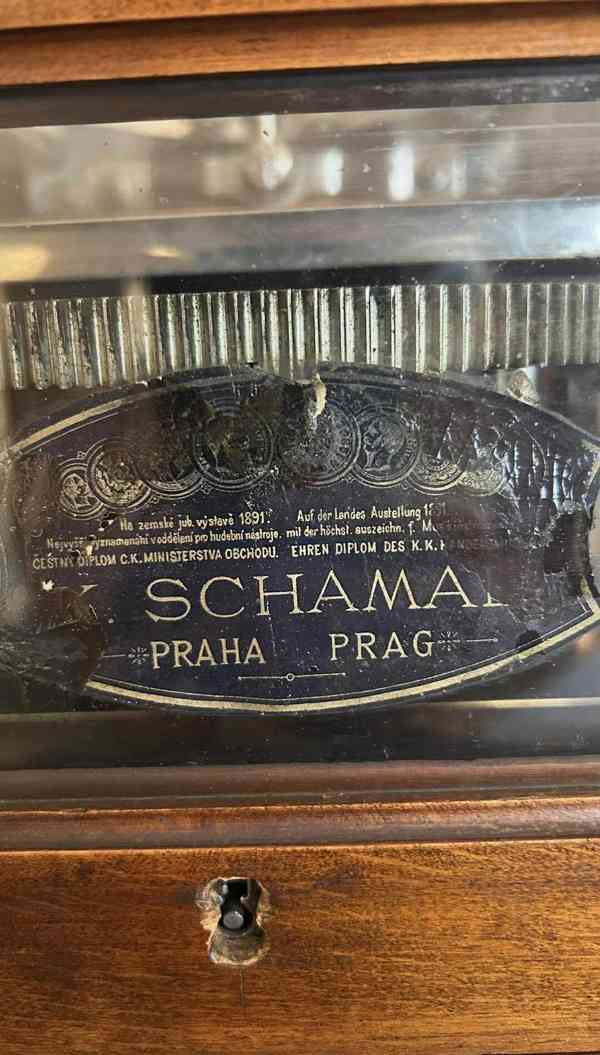 Na zemské jub. výstavě 1891. Auf der Landes Austellung
Nejvyšší vyznamenání v oddělení pro hudební nástroje. mit der höchst. auszeichn. f.
ČESTNÝ DIPLOM C.K. MINISTERSTVA OBCHODU. EHREN DIPLOM DES K.K.
K. SCHAMAL
PRAHA PRAG